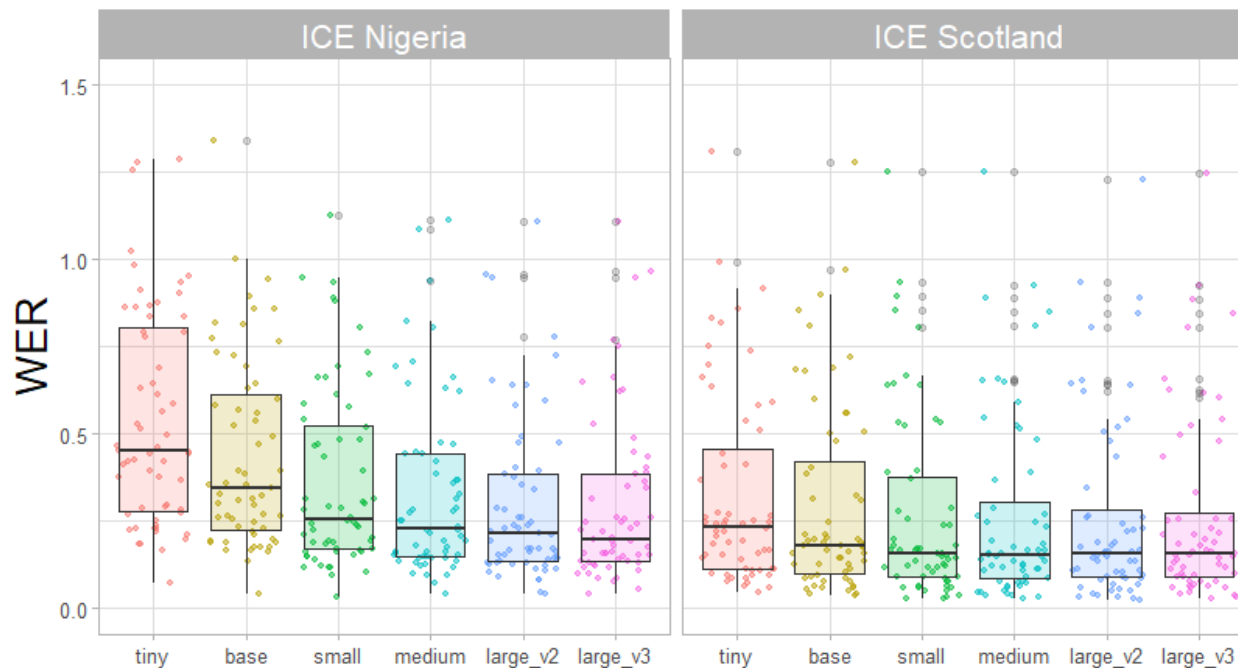 ICE Nigeria
ICE Scotland
WER
1.5
1.0
0.5
0.0
tiny base small medium large_v2 large_v3
tiny base small medium large_v2 large_v3